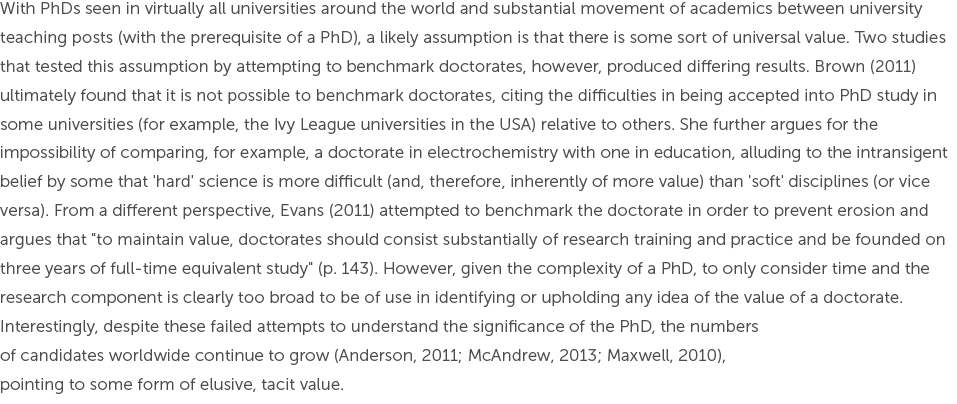 With PhDs seen in virtually all universities around the world and substantial movement of academics between university
teaching posts (with the prerequisite of a PhD), a likely assumption is that there is some sort of universal value. Two studies
that tested this assumption by attempting to benchmark doctorates, however, produced differing results. Brown (2011)
ultimately found that it is not possible to benchmark doctorates, citing the difficulties in being accepted into PhD study in
some universities (for example, the Ivy League universities in the USA) relative to others. She further argues for the
impossibility of comparing, for example, a doctorate in electrochemistry with one in education, alluding to the intransigent
belief by some that 'hard' science is more difficult (and, therefore, inherently of more value) than 'soft' disciplines (or vice
versa). From a different perspective, Evans (2011) attempted to benchmark the doctorate in order to prevent erosion and
argues that "to maintain value, doctorates should consist substantially of research training and practice and be founded on
three years of full-time equivalent study" (p. 143). However, given the complexity of a PhD, to only consider time and the
research component is clearly too broad to be of use in identifying or upholding any idea of the value of a doctorate.
Interestingly, despite these failed attempts to understand the significance of the PhD, the numbers
of candidates worldwide continue to grow (Anderson, 2011; McAndrew, 2013; Maxwell, 2010),
pointing to some form of elusive, tacit value.